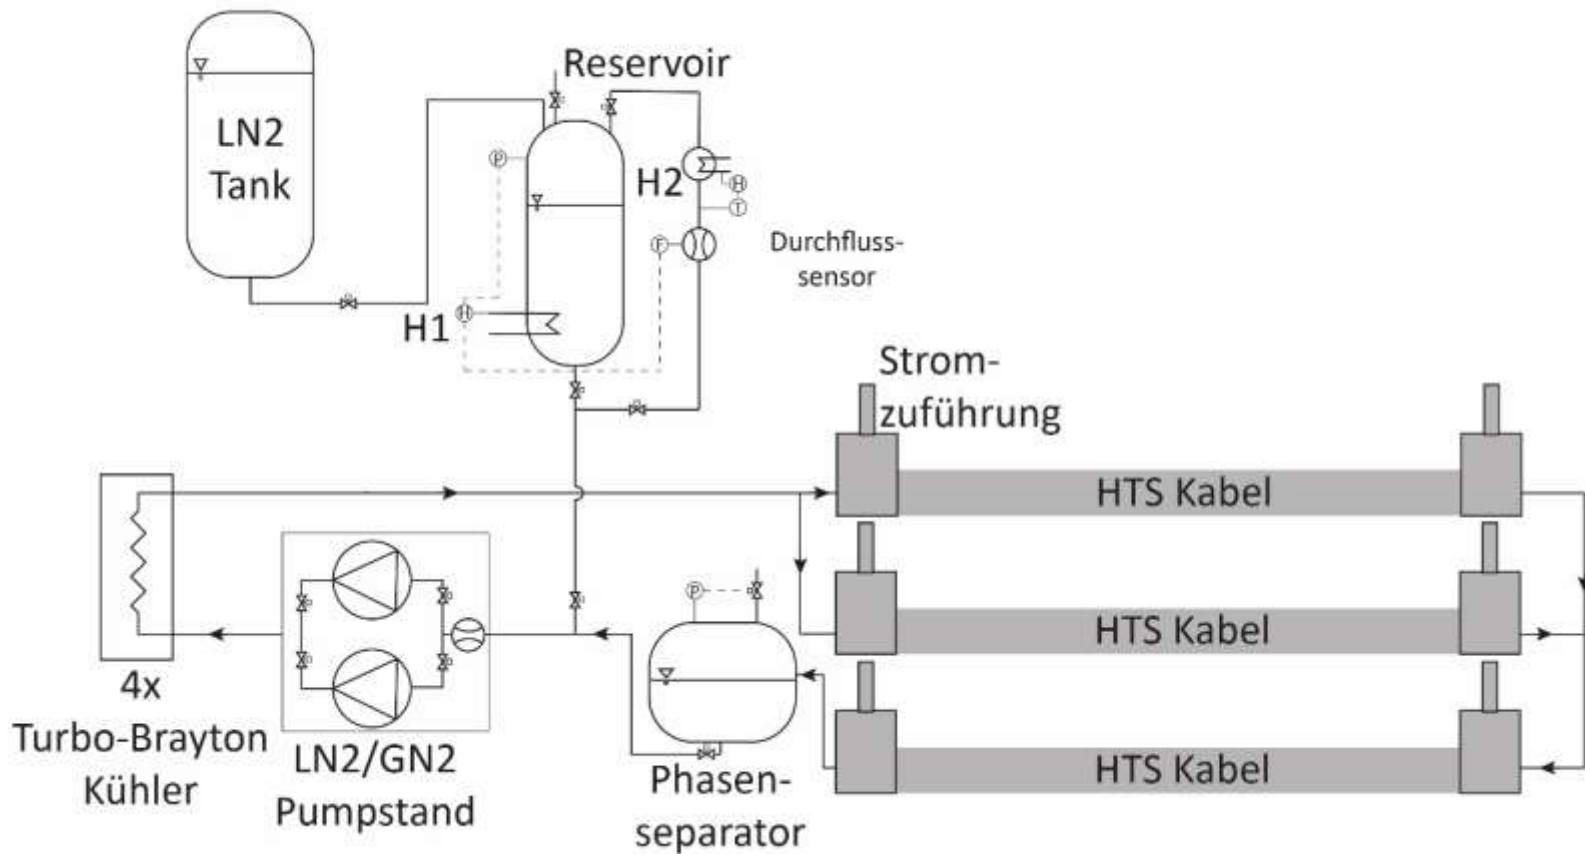 Reservoir
LN2
Tank
P
H2
H
T
F
Durchfluss-
sensor
H
H1
Strom-
zuführung
HTS Kabel
P
HTS Kabel
HTS Kabel
4x
Turbo-Brayton
Kühler
LN2/GN2
Pumpstand
Phasen-
separator